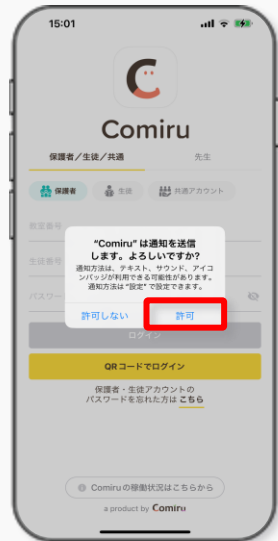 15:01
Comiru
保護者/生徒/共通
先生
保護者
生徒
共通アカウント
教室番号
生徒番号
パスワー
"Comiru" は通知を送信
します。よろしいですか?
通知方法は、テキスト、サウンド、アイコ
ンバッジが利用できる可能性があります。
通知方法は"設定"で設定できます。
許可しない
許可
ログイン
QRコードでログイン
保護者・生徒アカウントの
パスワードを忘れた方は こちら
Comiruの稼働状況はこちらから
a product by Comiru